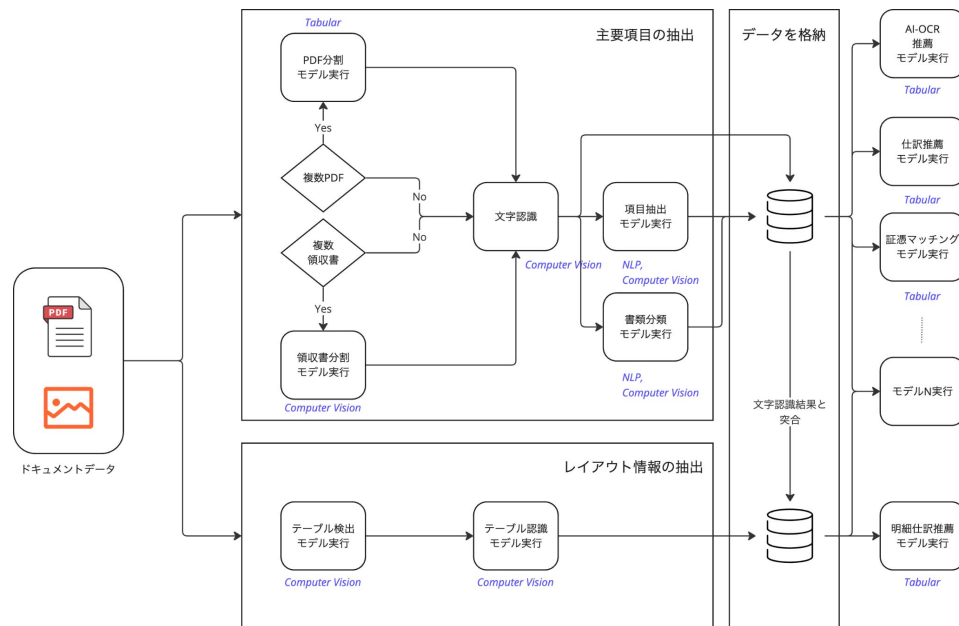 主要項目の抽出
Tabular
PDF分割
モデル実行
Yes
複数PDF
No
No
複数
領収書
Yes
領収書分割
モデル実行
Computer Vision
文字認識
Computer Vision
項目抽出
モデル実行
NLP,
Computer Vision
書類分類
モデル実行
NLP,
Computer Vision
PDF
ドキュメントデータ
レイアウト情報の抽出
テーブル検出
モデル実行
Computer Vision
テーブル認識
モデル実行
Computer Vision
データを格納
文字認識結果と
突合
AI-OCR
推薦
モデル実行
Tabular
仕訳推薦
モデル実行
Tabular
証憑マッチング
モデル実行
Tabular
モデルN実行
明細仕訳推薦
モデル実行
Tabular